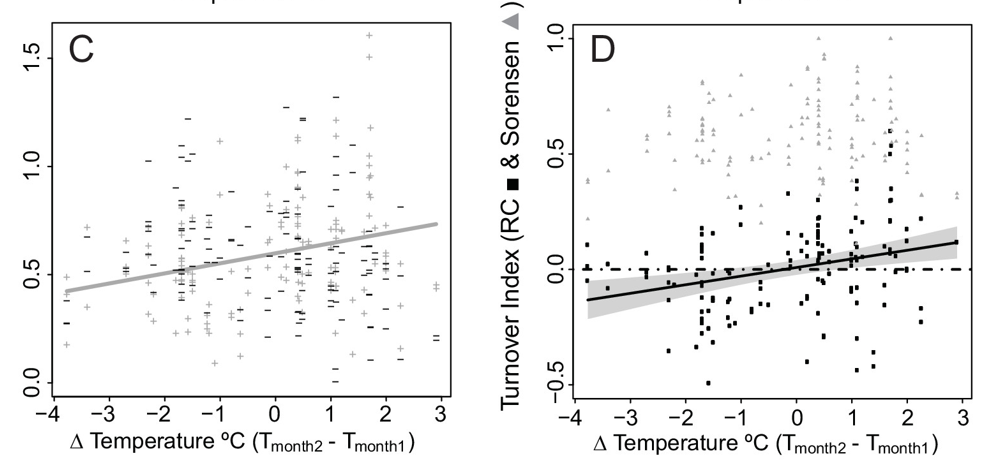 C
1.5
1.0
0.5
0.0
−4 −3 −2 −1 0 1 2 3
Δ Temperature ºC (Tmonth2 - Tmonth1)
D
Turnover Index (RC ■ & Sorensen ▲)
1.0
0.5
0.0
−0.5
−4 −3 −2 −1 0 1 2 3
Δ Temperature ºC (Tmonth2 - Tmonth1)